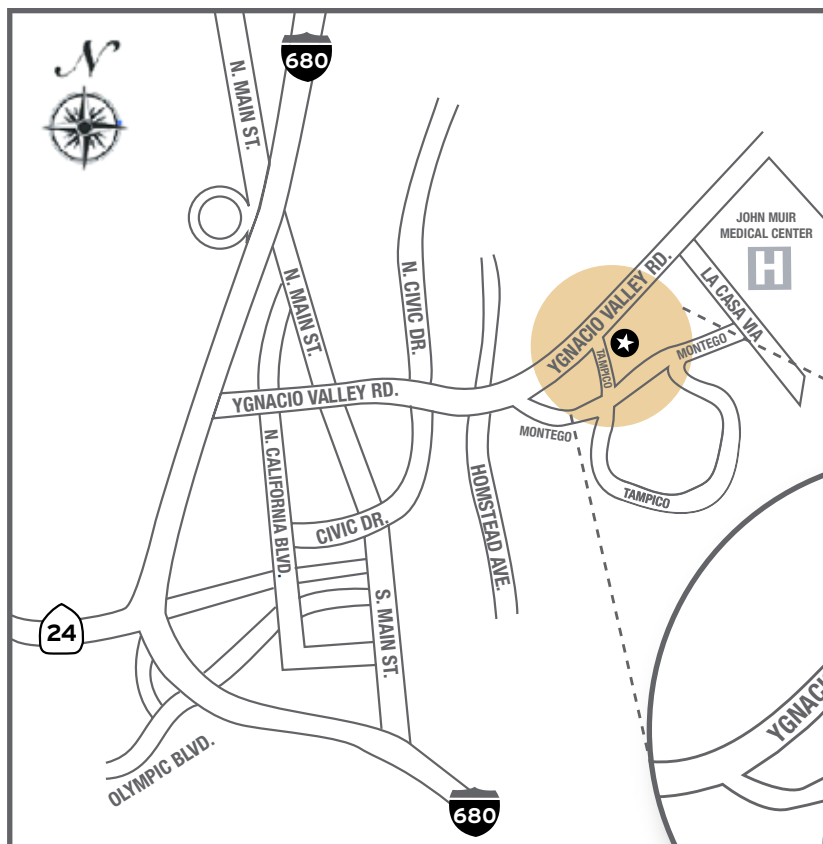 N
680
N. MAIN ST.
JOHN MUIR
MEDICAL CENTER
H
YGNACIO VALLEY RD.
LA CASA VIA
N. MAIN ST.
N. CIVIC DR.
TAMPICO
MONTEGO
YGNACIO VALLEY RD.
MONTEGO
N. CALIFORNIA BLVD.
HOMSTEAD AVE.
TAMPICO
CIVIC DR.
S. MAIN ST.
24
YGNACI
OLYMPIC BLVD.
680